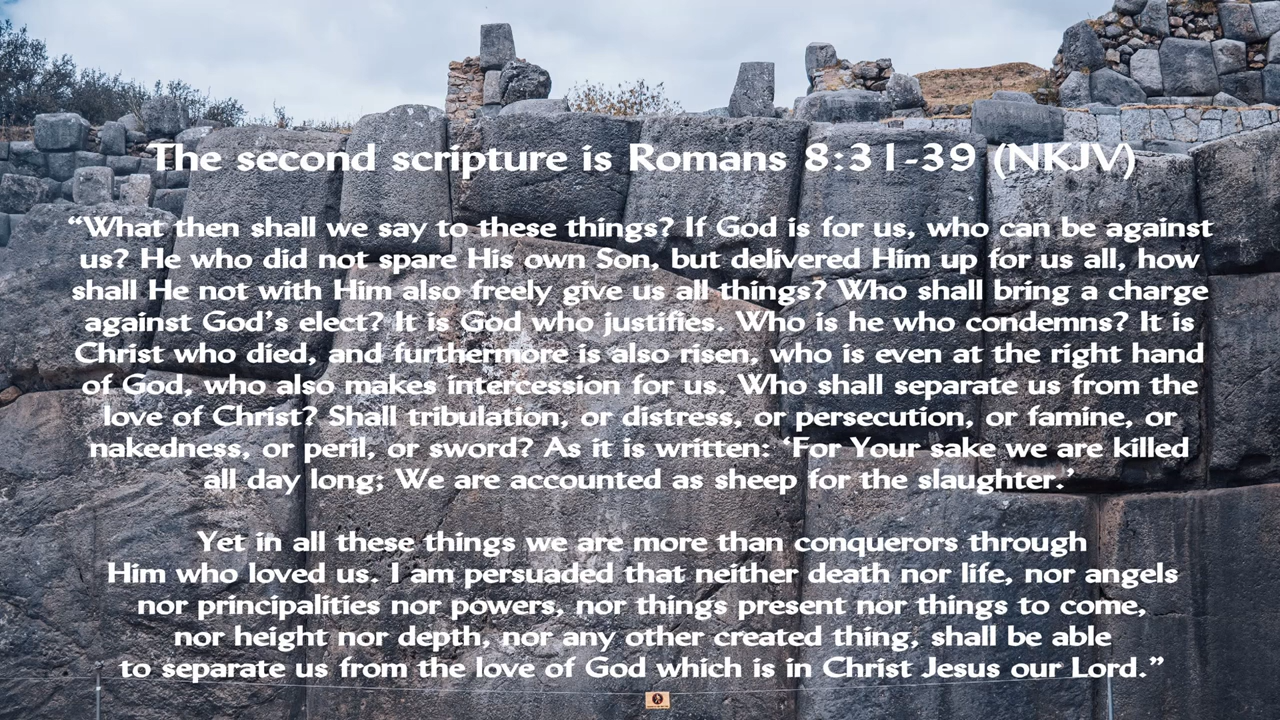 The second scripture is Romans 8:31-39 (NKJV)
“What then shall we say to these things? If God is for us, who can be against
us? He who did not spare His own Son, but delivered Him up for us all, how
shall He not with Him also freely give us all things? Who shall bring a charge
against God’s elect? It is God who justifies. Who is he who condemns? It is
Christ who died, and furthermore is also risen, who is even at the right hand
of God, who also makes intercession for us. Who shall separate us from the
love of Christ? Shall tribulation, or distress, or persecution, or famine, or
nakedness, or peril, or sword? As it is written: ‘For Your sake we are killed
all day long; We are accounted as sheep for the slaughter.’
Yet in all these things we are more than conquerors through
Him who loved us. I am persuaded that neither death nor life, nor angels
nor principalities nor powers, nor things present nor things to come,
nor height nor depth, nor any other created thing, shall be able
to separate us from the love of God which is in Christ Jesus our Lord.”